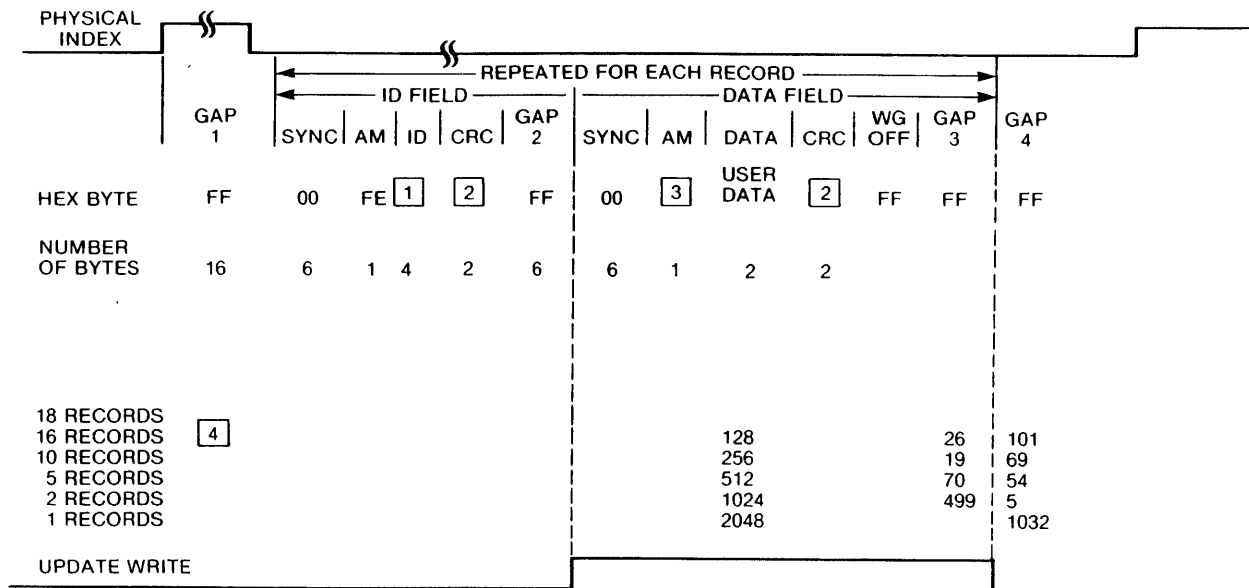 PHYSICAL
INDEX
REPEATED FOR EACH RECORD
ID FIELD DATA FIELD
GAP 1 SYNC AM ID CRC GAP 2 SYNC AM DATA CRC WG OFF GAP 3 GAP 4
HEX BYTE FF 00 FE 1 2 FF 00 3 USER DATA 2 FF FF FF
NUMBER
OF BYTES 16 6 1 4 2 6 6 1 2 2
18 RECORDS
16 RECORDS 4 128 26 101
10 RECORDS 256 19 69
5 RECORDS 512 70 54
2 RECORDS 1024 499 5
1 RECORDS 2048 1032
UPDATE WRITE